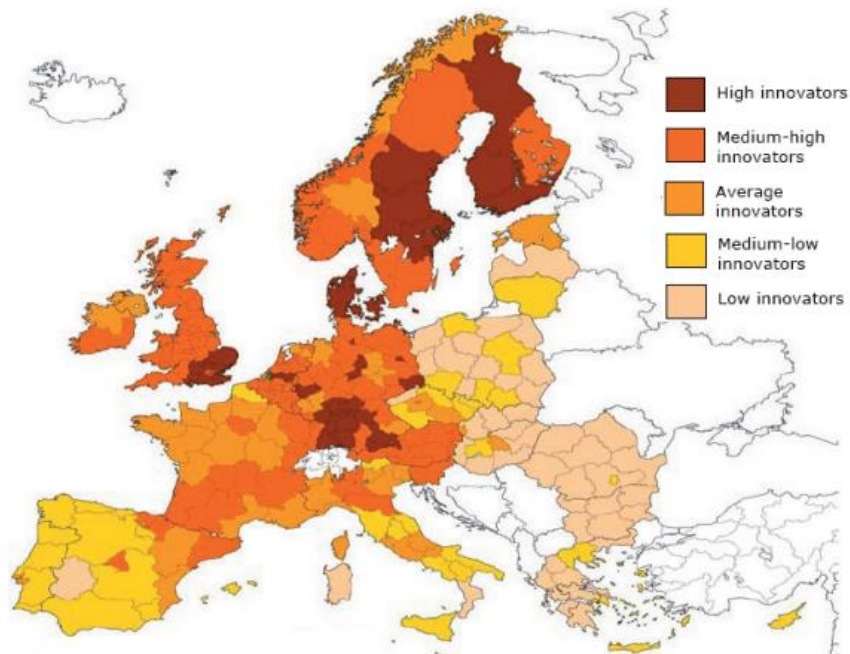 High innovators
Medium-high
innovators
Average
innovators
Medium-low
innovators
Low innovators